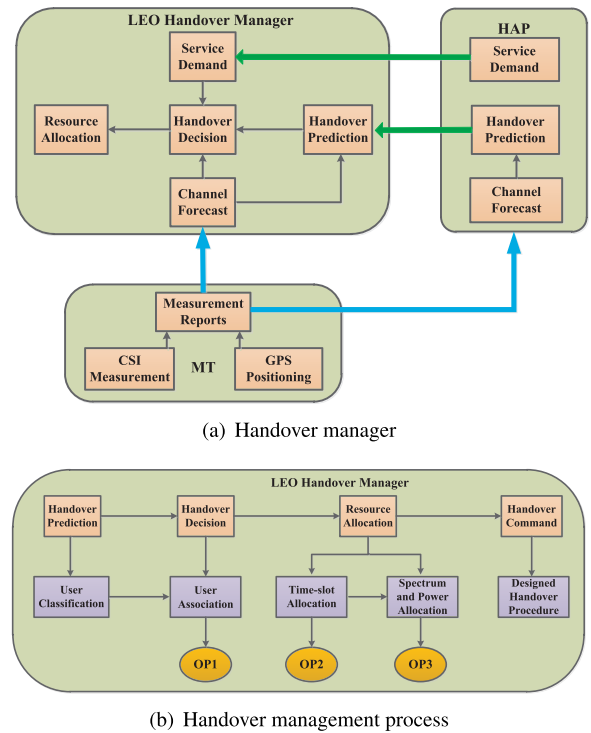 LEO Handover Manager
HAP
Service
Demand
Service
Demand
Resource
Allocation
Handover
Decision
Handover
Prediction
Handover
Prediction
Channel
Forecast
Channel
Forecast
Measurement
Reports
CSI
Measurement
MT
GPS
Positioning
(a) Handover manager
LEO Handover Manager
Handover
Prediction
Handover
Decision
Resource
Allocation
Handover
Command
User
Classification
User
Association
Time-slot
Allocation
Spectrum
and Power
Allocation
Designed
Handover
Procedure
OP1
OP2
OP3
(b) Handover management process